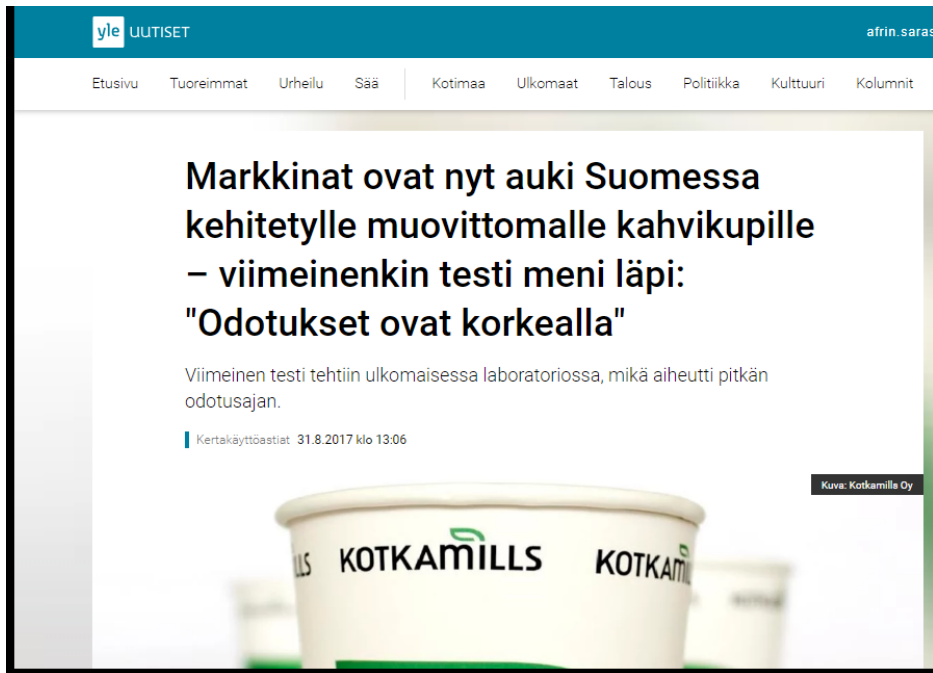 yle UUTISET
afrin.saras
Etusivu Tuoreimmat Urheilu Sää Kotimaa Ulkomaat Talous Politiikka Kulttuuri Kolumnit
Markkinat ovat nyt auki Suomessa
kehitetylle muovittomalle kahvikupille
– viimeinenkin testi meni läpi:
"Odotukset ovat korkealla"
Viimeinen testi tehtiin ulkomaisessa laboratoriossa, mikä aiheutti pitkän
odotusajan.
Kertakäyttöastiat 31.8.2017 klo 13:06
Kuva: Kotkamills Oy
LLS KOTKAMILLS KOTKAMI